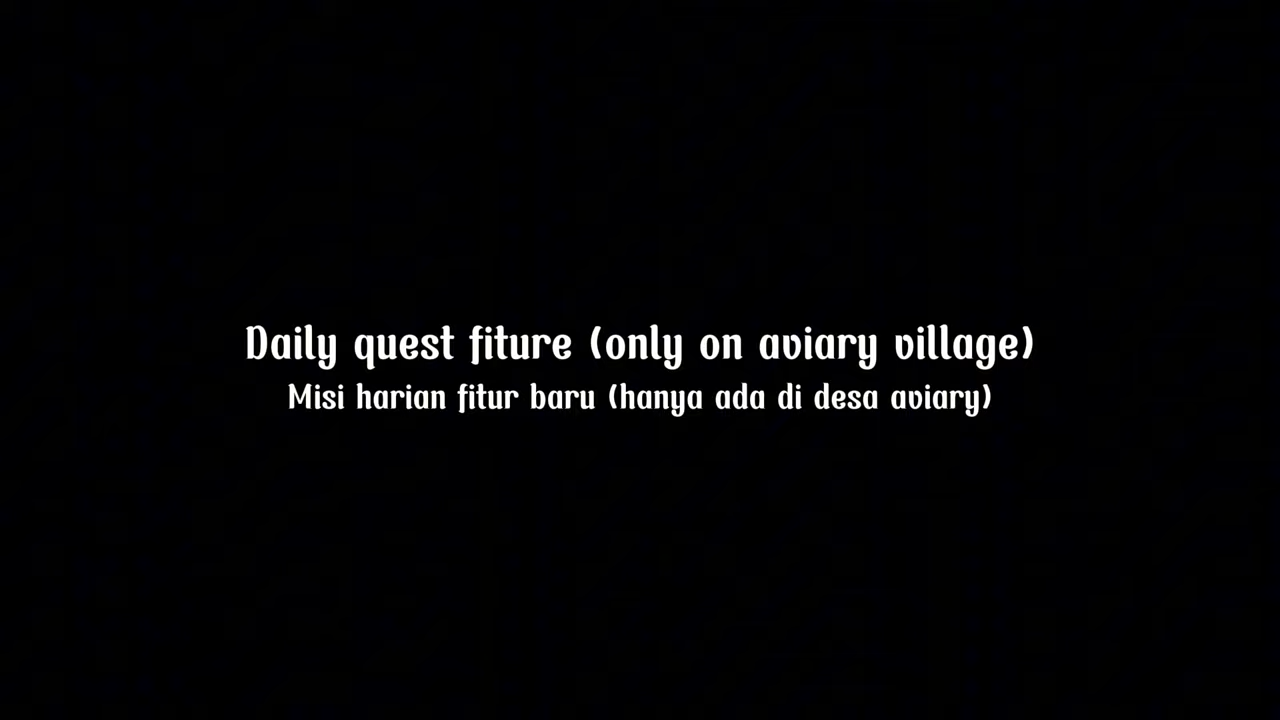 Daily quest fiture (only on aviary village)
Misi harian fitur baru (hanya ada di desa aviary)